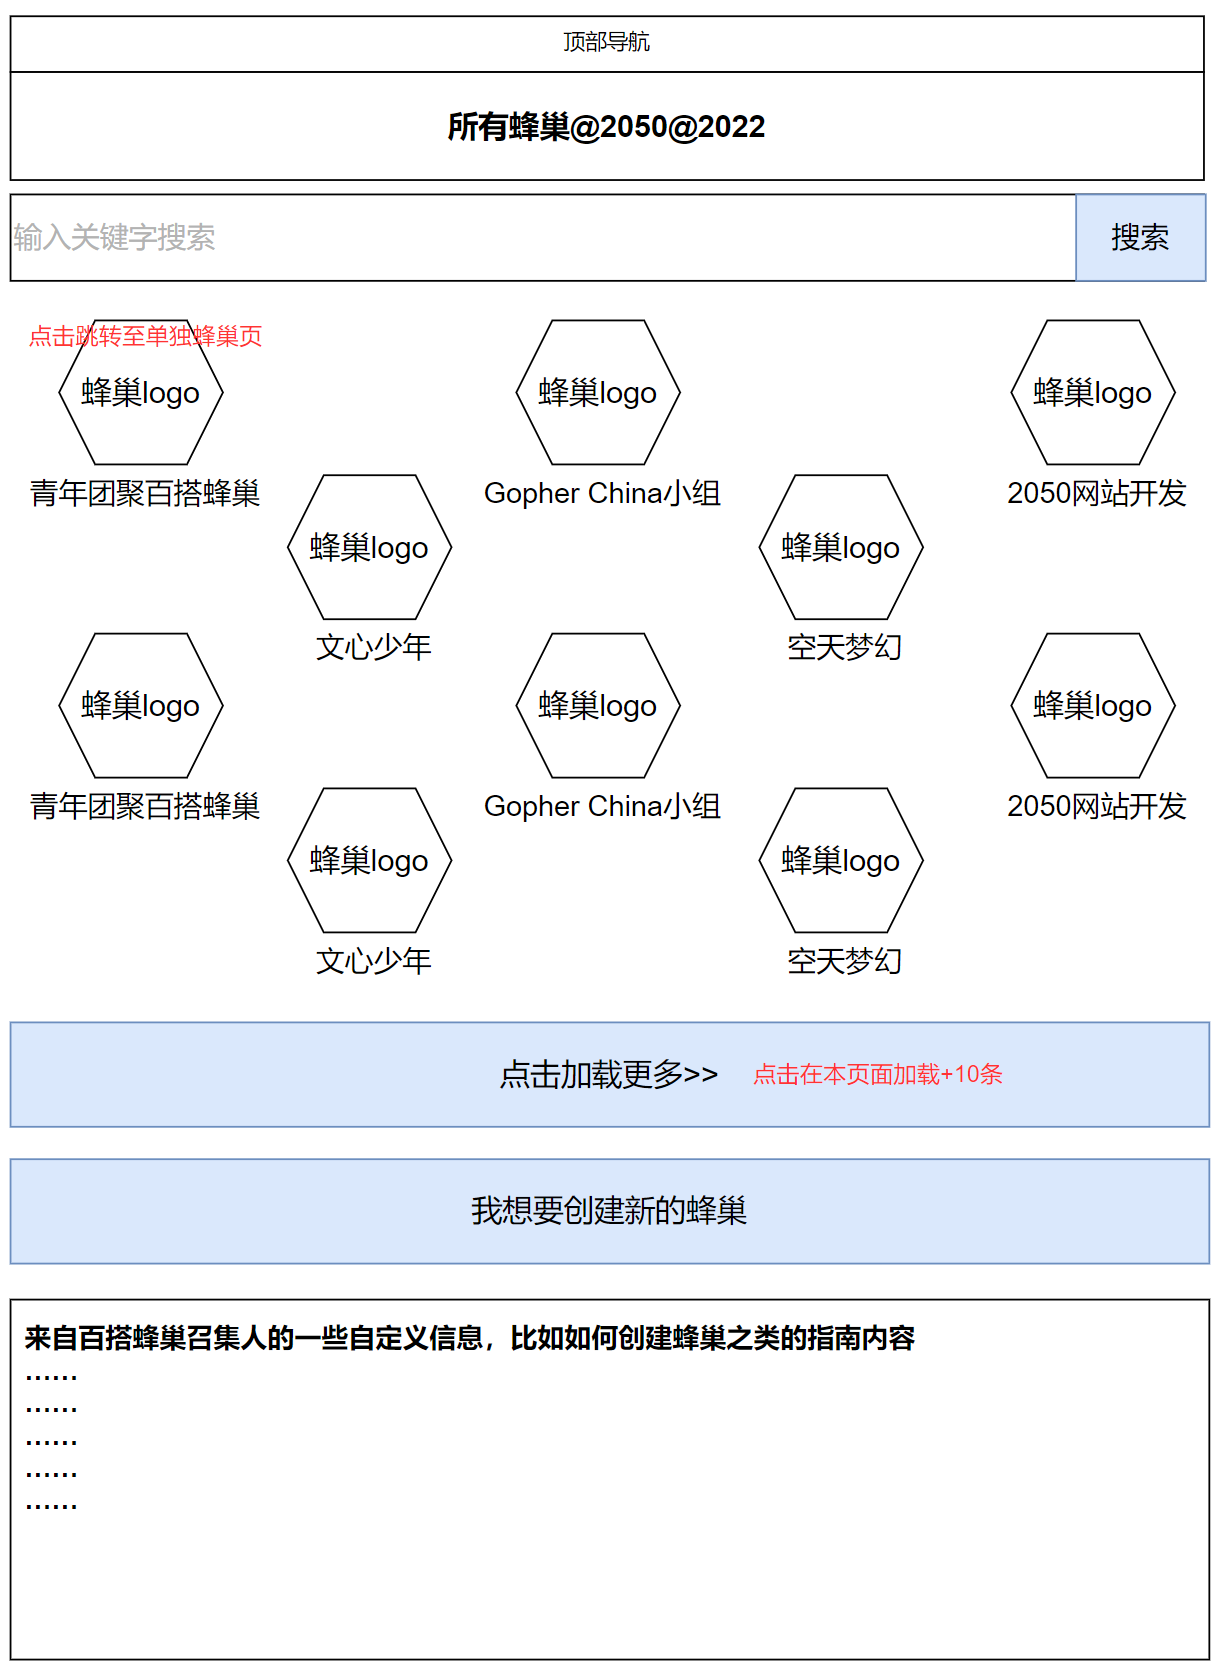 顶部导航
所有蜂巢@2050@2022
输入关键字搜索
搜索
点击跳转至单独蜂巢页
蜂巢logo
蜂巢logo
蜂巢logo
青年团聚百搭蜂巢
Gopher China小组
2050网站开发
蜂巢logo
蜂巢logo
文心少年
空天梦幻
蜂巢logo
蜂巢logo
蜂巢logo
青年团聚百搭蜂巢
Gopher China小组
2050网站开发
蜂巢logo
蜂巢logo
文心少年
空天梦幻
点击加载更多>>
点击在本页面加载+10条
我想要创建新的蜂巢
来自百搭蜂巢召集人的一些自定义信息，比如如何创建蜂巢之类的指南内容
......
......
......
......
......